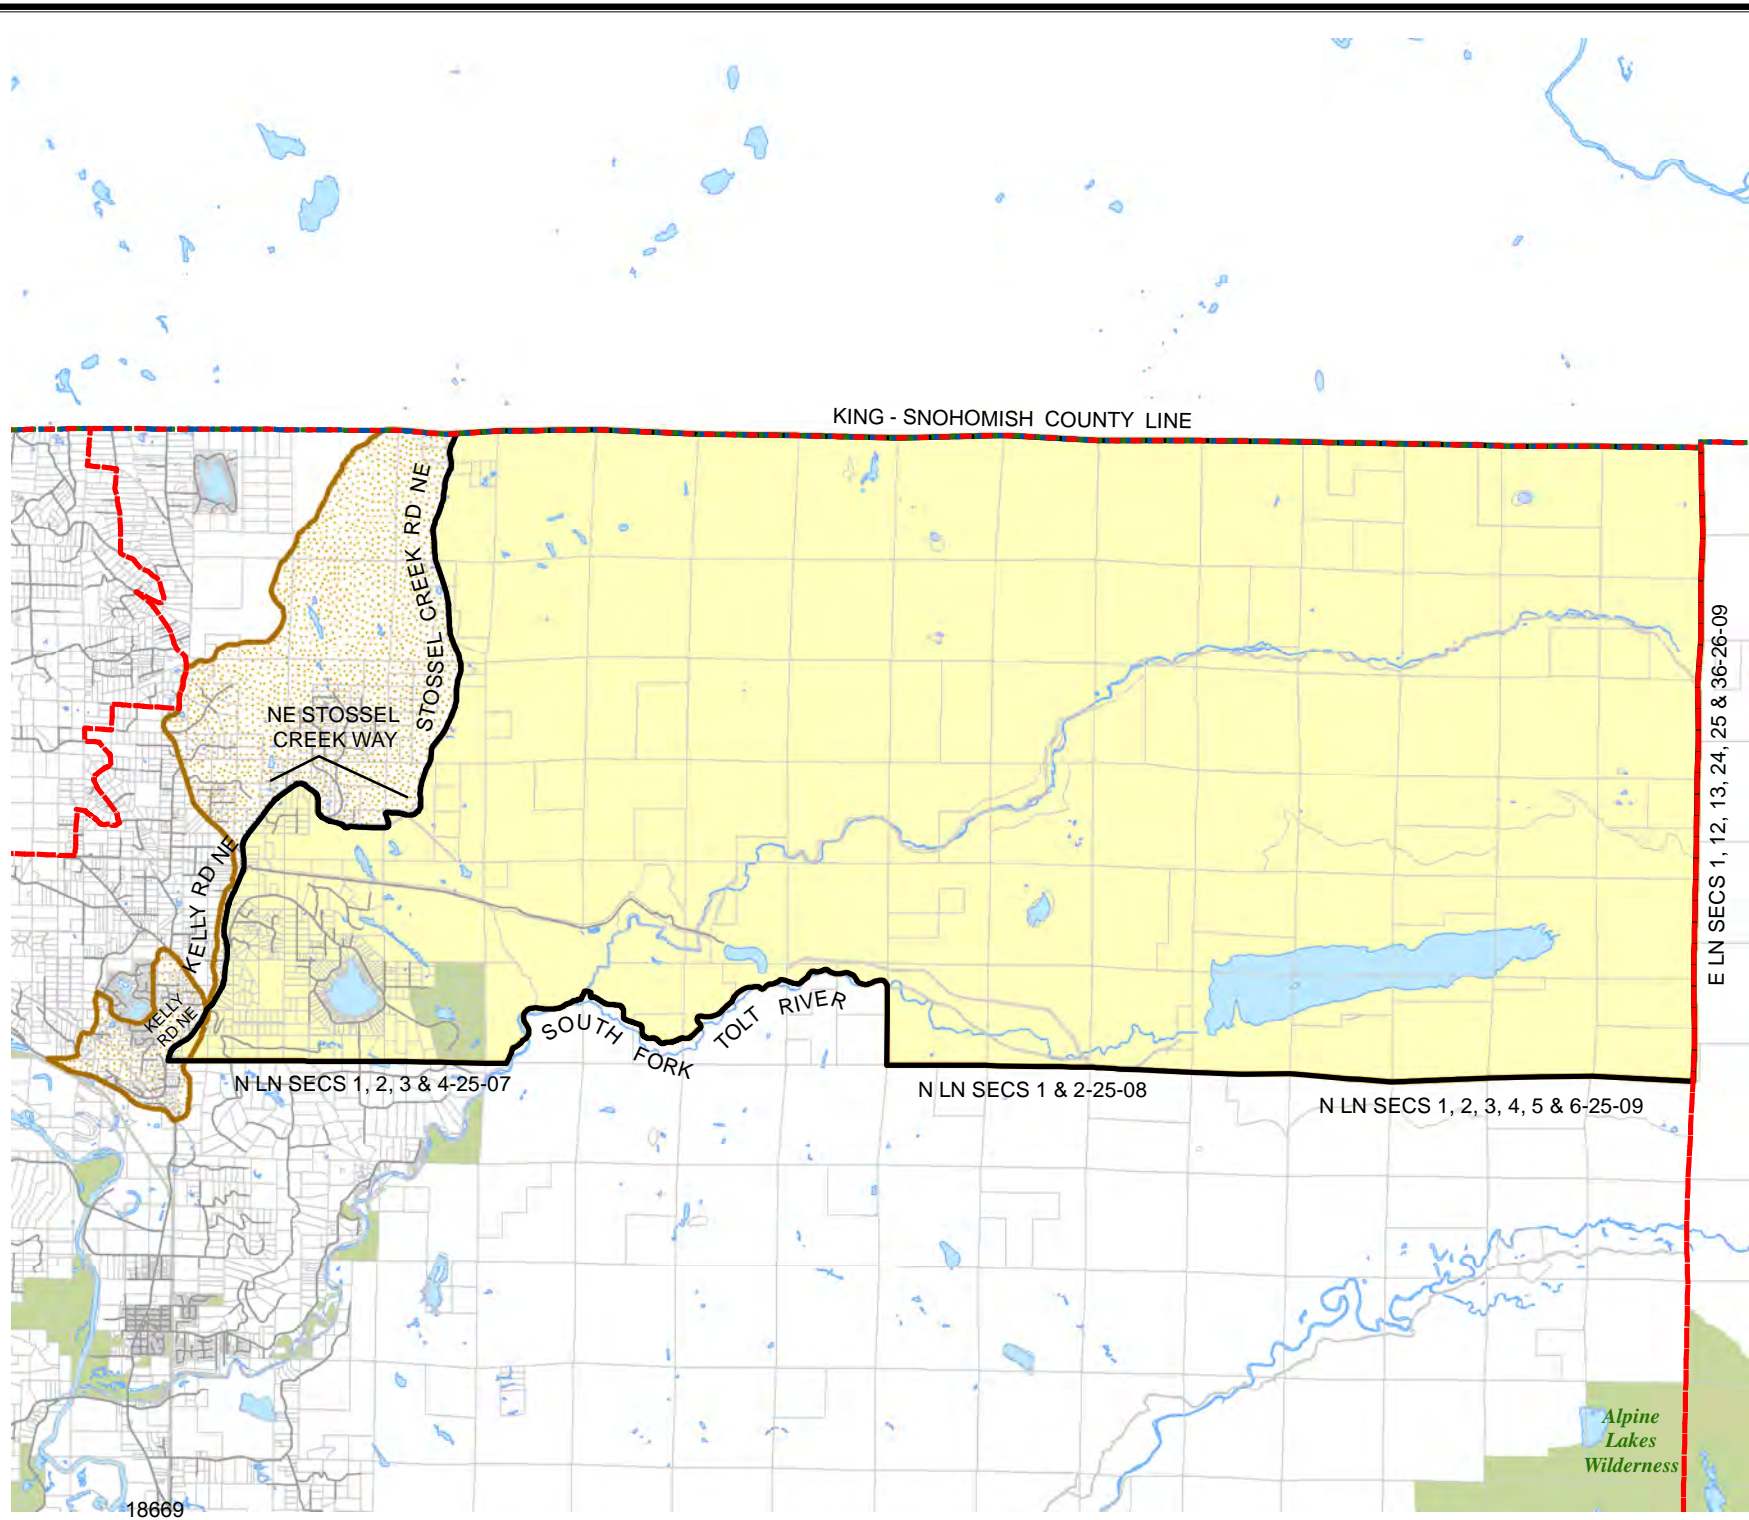 KING - SNOHOMISH COUNTY LINE
STOSSEL CREEK RD NE
NE STOSSEL
CREEK WAY
E LN SECS 1, 12, 13, 24, 25 & 36-26-09
KELLY RD NE
KELLY
RD NE
SOUTH FORK TOLT RIVER
N LN SECS 1, 2, 3 & 4-25-07
N LN SECS 1 & 2-25-08
N LN SECS 1, 2, 3, 4, 5 & 6-25-09
Alpine
Lakes
Wilderness
18669